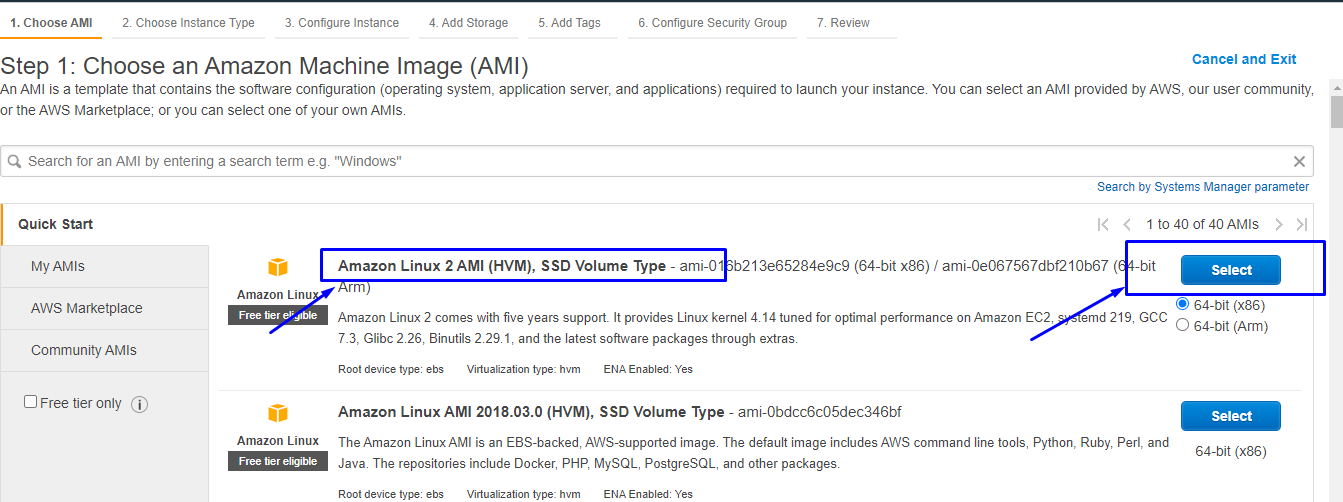 1. Choose AMI 2. Choose Instance Type 3. Configure Instance 4. Add Storage 5. Add Tags 6. Configure Security Group 7. Review
Step 1: Choose an Amazon Machine Image (AMI)
Cancel and Exit
An AMI is a template that contains the software configuration (operating system, application server, and applications) required to launch your instance. You can select an AMI provided by AWS, our user community,
or the AWS Marketplace; or you can select one of your own AMIs.
Search for an AMI by entering a search term e.g. "Windows"
Search by Systems Manager parameter
Quick Start
My AMIs
AWS Marketplace
Community AMIs
Free tier only
1 to 40 of 40 AMIs
Amazon Linux
Free tier eligible
Amazon Linux 2 AMI (HVM), SSD Volume Type - ami-016b213e65284e9c9 (64-bit x86) / ami-0e067567dbf210b67 (64-bit
Arm)
Amazon Linux 2 comes with five years support. It provides Linux kernel 4.14 tuned for optimal performance on Amazon EC2, systemd 219, GCC
7.3, Glibc 2.26, Binutils 2.29.1, and the latest software packages through extras.
Root device type: ebs Virtualization type: hvm ENA Enabled: Yes
Select
64-bit (x86)
64-bit (Arm)
Amazon Linux
Free tier eligible
Amazon Linux AMI 2018.03.0 (HVM), SSD Volume Type - ami-0bdcc6c05dec346bf
The Amazon Linux AMI is an EBS-backed, AWS-supported image. The default image includes AWS command line tools, Python, Ruby, Perl, and
Java. The repositories include Docker, PHP, MySQL, PostgreSQL, and other packages.
Root device type: ebs Virtualization type: hvm ENA Enabled: Yes
Select
64-bit (x86)